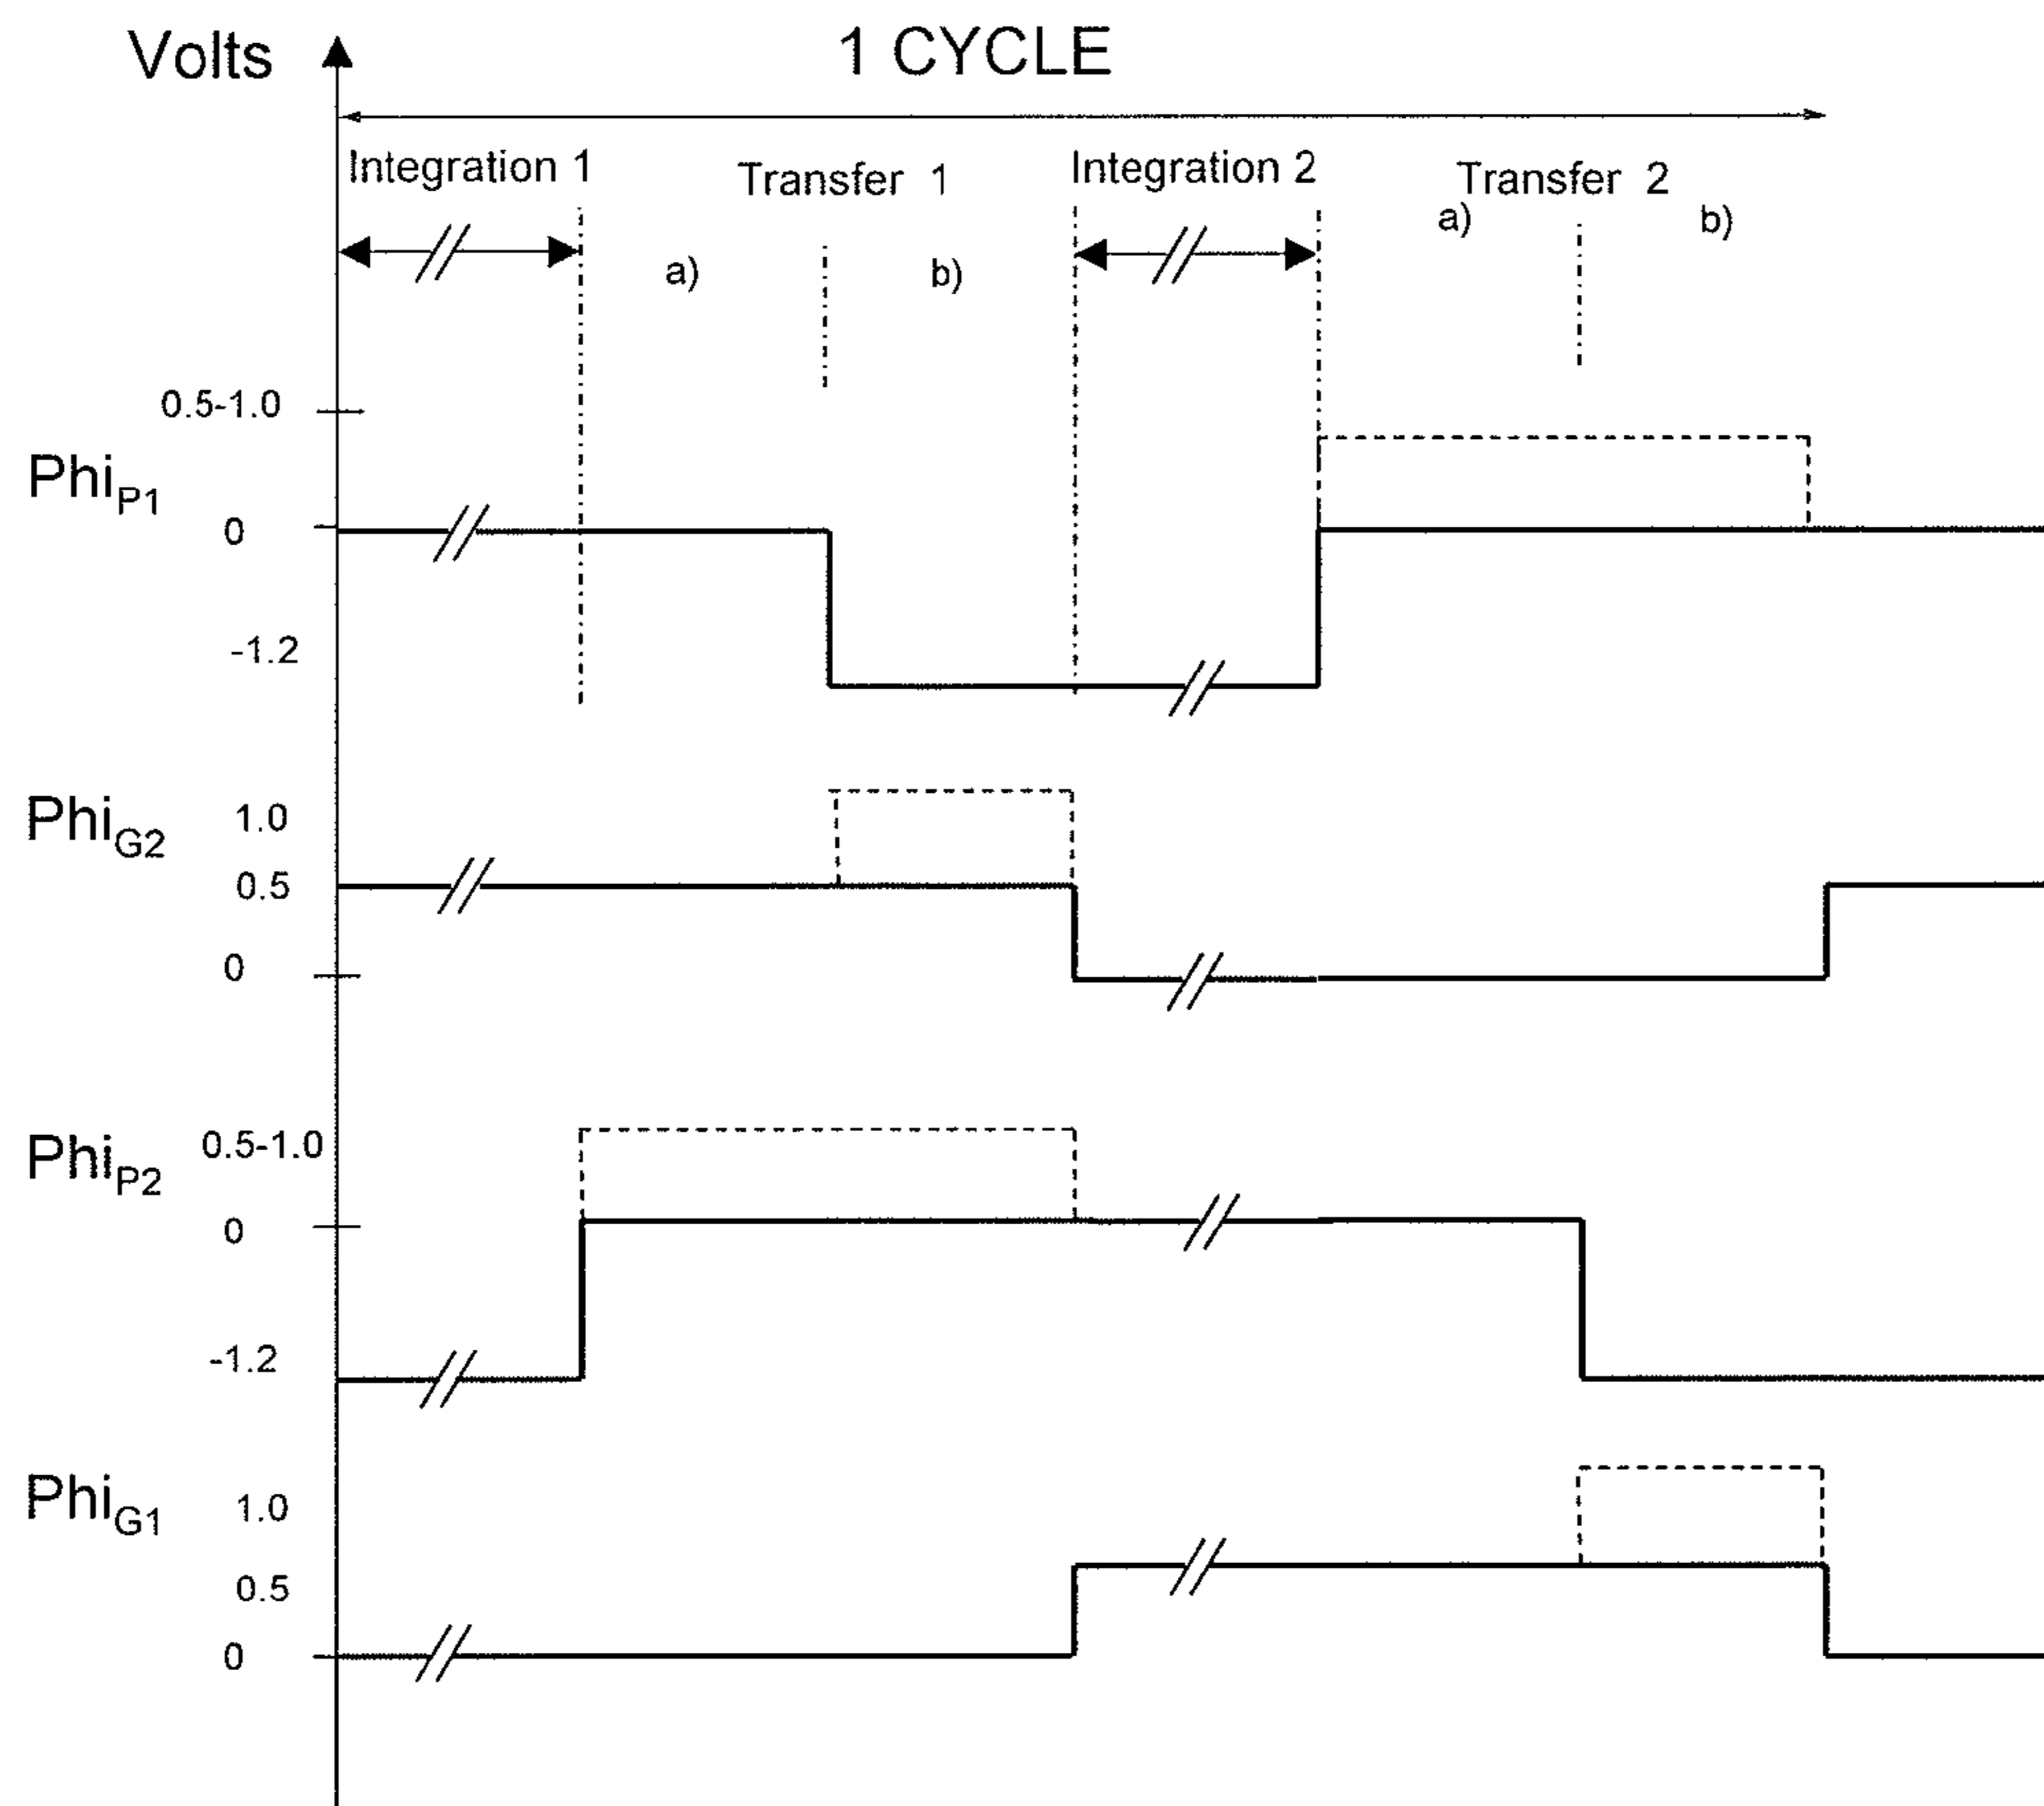 Volts
1 CYCLE
Integration 1
Transfer 1
Integration 2
Transfer 2
a)
b)
a)
b)
0.5-1.0
PhiP1
0
-1.2
PhiG2
1.0
0.5
0
PhiP2
0.5-1.0
0
-1.2
PhiG1
1.0
0.5
0